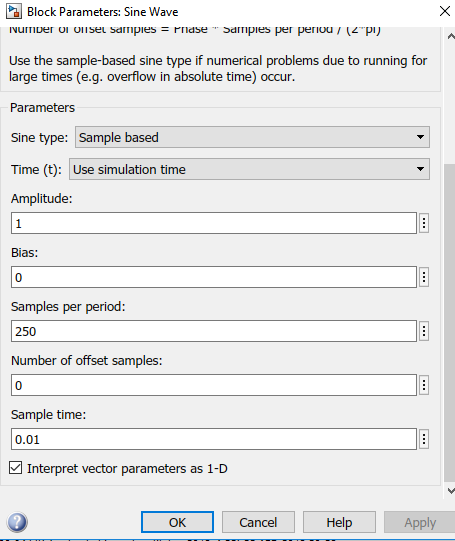 Block Parameters: Sine Wave
Number of offset samples = Phase * Samples per period / (2*pi)
Use the sample-based sine type if numerical problems due to running for
large times (e.g. overflow in absolute time) occur.
Parameters
Sine type: Sample based
Time (t): Use simulation time
Amplitude:
1
Bias:
0
Samples per period:
250
Number of offset samples:
0
Sample time:
0.01
Interpret vector parameters as 1-D
OK Cancel Help Apply